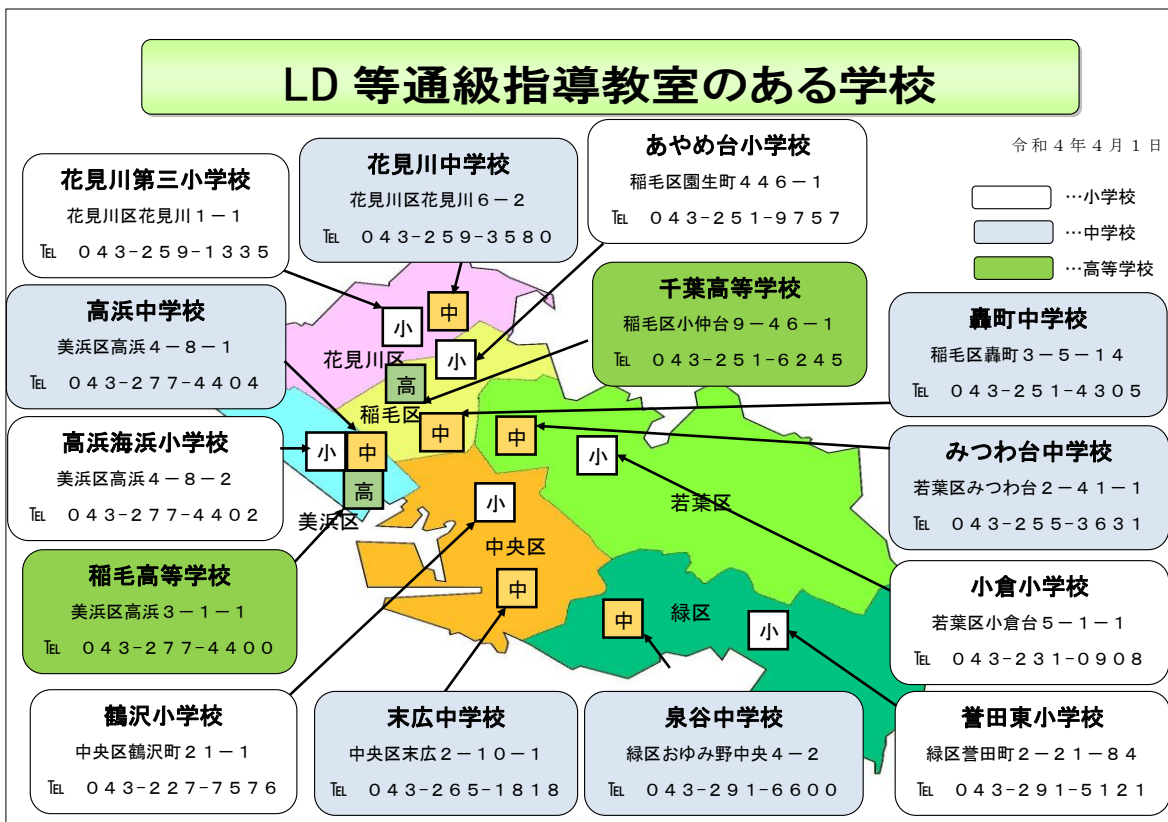 LD 等通級指導教室のある学校
令和４年４月１日
…小学校
…中学校
…高等学校
花見川第三小学校
花見川区花見川１－１
℡ ０４３-２５９-１３３５
花見川中学校
花見川区花見川６－２
℡ ０４３-２５９-３５８０
あやめ台小学校
稲毛区園生町４４６－１
℡ ０４３-２５１-９７５７
高浜中学校
美浜区高浜４－８－１
℡ ０４３-２７７-４４０４
千葉高等学校
稲毛区小仲台９－４６－１
℡ ０４３-２５１-６２４５
轟町中学校
稲毛区轟町３－５－１４
℡ ０４３-２５１-４３０５
高浜海浜小学校
美浜区高浜４－８－２
℡ ０４３-２７７-４４０２
みつわ台中学校
若葉区みつわ台２－４１－１
℡ ０４３-２５５-３６３１
稲毛高等学校
美浜区高浜３－１－１
℡ ０４３-２７７-４４００
小倉小学校
若葉区小倉台５－１－１
℡ ０４３-２３１-０９０８
鶴沢小学校
中央区鶴沢町２１－１
℡ ０４３-２２７-７５７６
末広中学校
中央区末広２－１０－１
℡ ０４３-２６５-１８１８
泉谷中学校
緑区おゆみ野中央４－２
℡ ０４３-２９１-６６００
誉田東小学校
緑区誉田町２－２１－８４
℡ ０４３-２９１-５１２１
中
小
花見川区
小
高
稲毛区
中
中
小
小
中
高
美浜区
若葉区
小
中央区
中
中
緑区
小